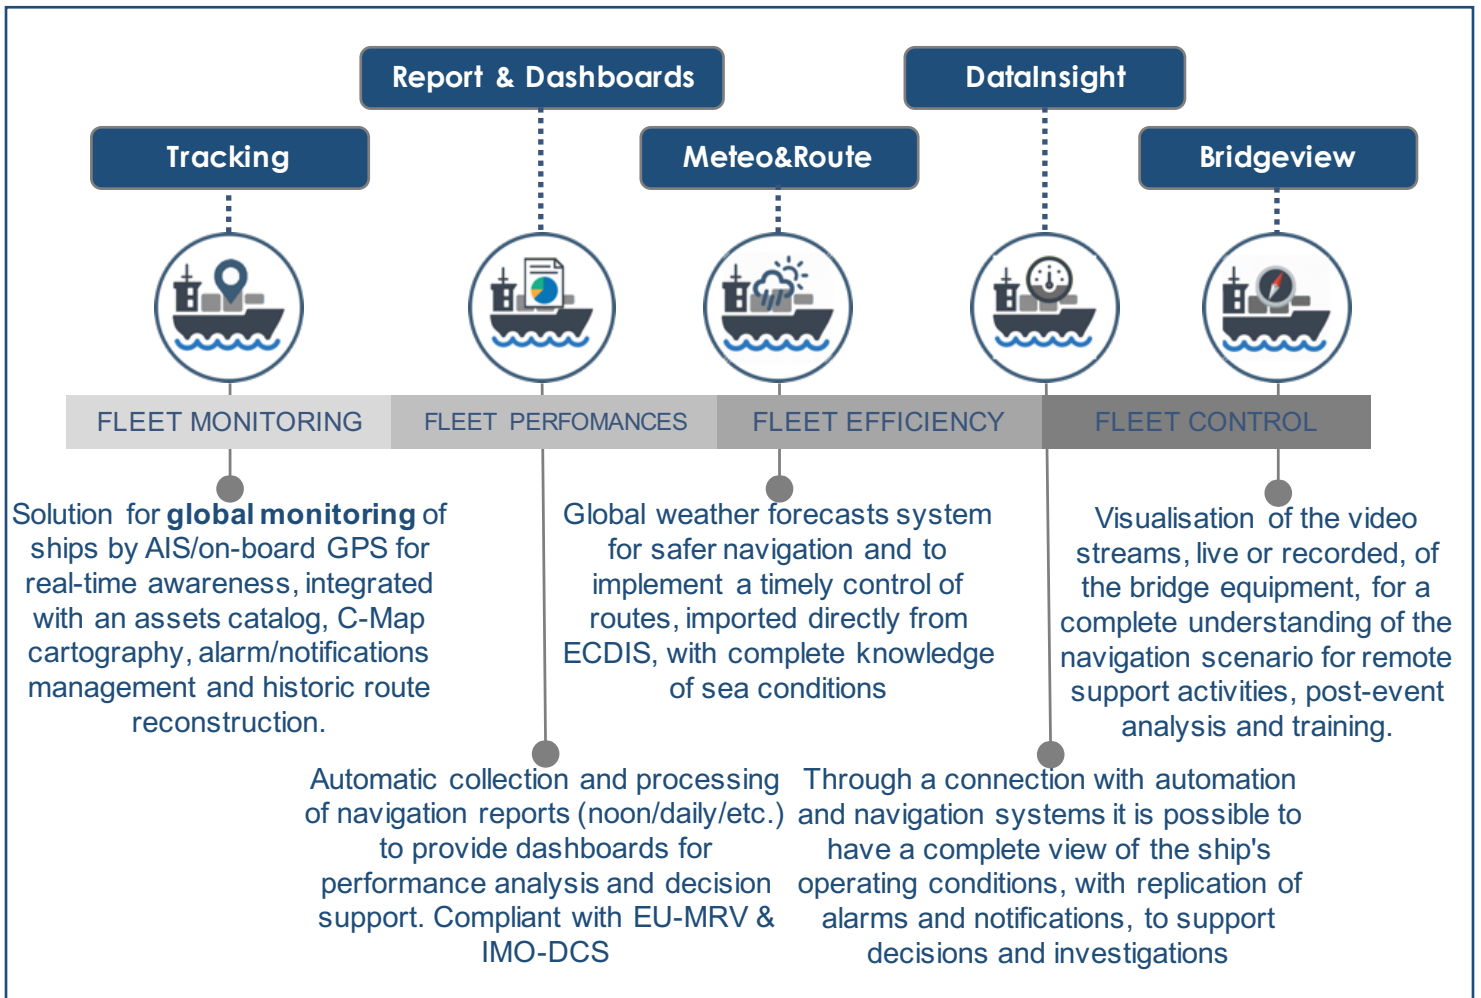 Report & Dashboards
DataInsight
Tracking
Meteo&Route
Bridgeview
FLEET MONITORING
FLEET PERFOMANCES
FLEET EFFICIENCY
FLEET CONTROL
Solution for global monitoring of
ships by AIS/on-board GPS for
real-time awareness, integrated
with an assets catalog, C-Map
cartography, alarm/notifications
management and historic route
reconstruction.
Global weather forecasts system
for safer navigation and to
implement a timely control of
routes, imported directly from
ECDIS, with complete knowledge
of sea conditions
Visualisation of the video
streams, live or recorded, of
the bridge equipment, for a
complete understanding of the
navigation scenario for remote
support activities, post-event
analysis and training.
Automatic collection and processing
of navigation reports (noon/daily/etc.)
to provide dashboards for
performance analysis and decision
support. Compliant with EU-MRV &
IMO-DCS
Through a connection with automation
and navigation systems it is possible to
have a complete view of the ship's
operating conditions, with replication of
alarms and notifications, to support
decisions and investigations